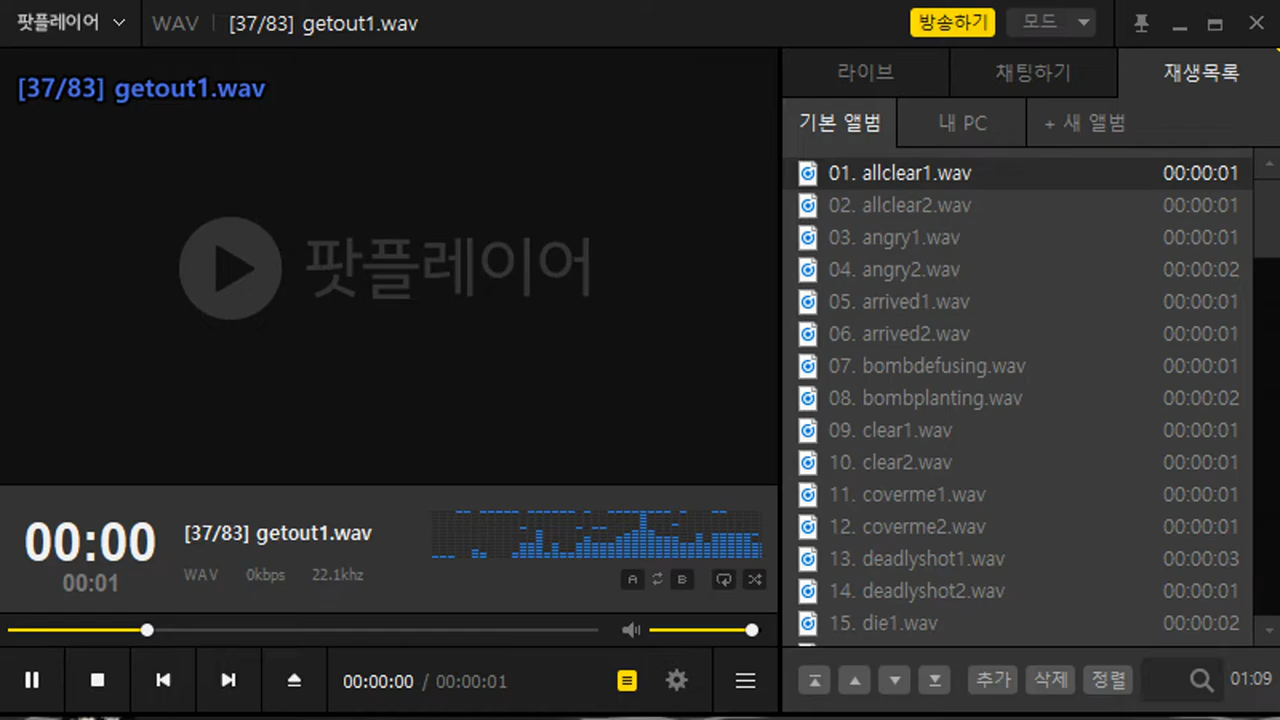 팟플레이어
WAV
[37/83] getout1.wav
방송하기
모드
[37/83] getout1.wav
팟플레이어
00:00
00:01
[37/83] getout1.wav
WAV 0kbps 22.1khz
A
B
00:00:00 / 00:00:01
라이브
채팅하기
재생목록
기본 앨범
내 PC
+ 새 앨범
01. allclear1.wav 00:00:01
02. allclear2.wav 00:00:01
03. angry1.wav 00:00:01
04. angry2.wav 00:00:02
05. arrived1.wav 00:00:01
06. arrived2.wav 00:00:01
07. bombdefusing.wav 00:00:01
08. bombplanting.wav 00:00:02
09. clear1.wav 00:00:01
10. clear2.wav 00:00:01
11. coverme1.wav 00:00:01
12. coverme2.wav 00:00:01
13. deadlyshot1.wav 00:00:03
14. deadlyshot2.wav 00:00:01
15. die1.wav 00:00:02
추가
삭제
정렬
01:09